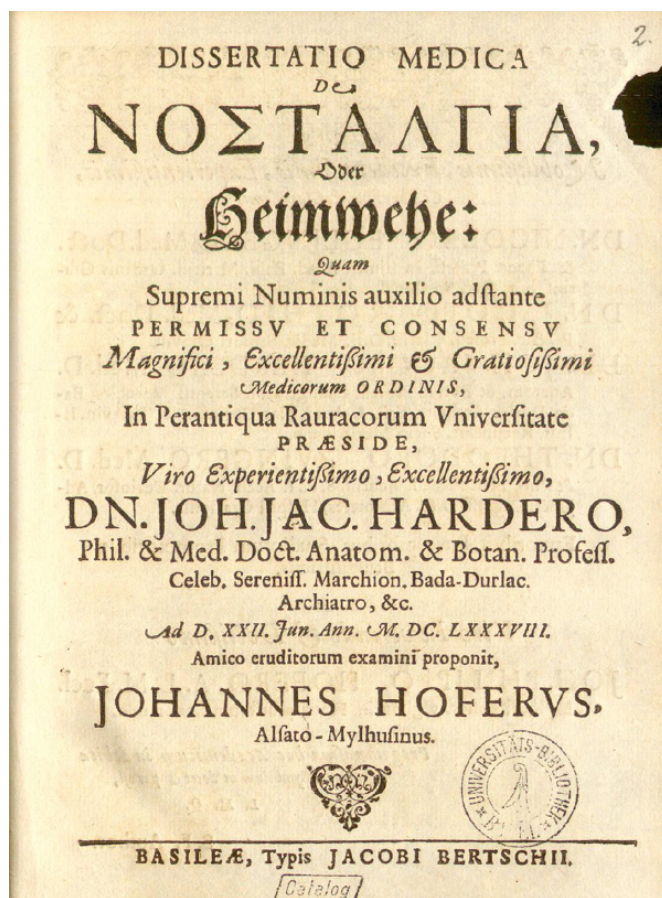 2.
DISSERTATIO MEDICA
De
ΝΟΣΤΑΛΓΙΑ,
Oder
Heimwehe:
Quam
Supremi Numinis auxilio adſtante
PERMISSV ET CONSENSV
Magnifici, Excellentißimi & Gratioſißimi
Medicorum ORDINIS,
In Perantiqua Rauracorum Vniverſitate
PRÆSIDE,
Viro Experientißimo, Excellentißimo,
DN. JOH. JAC. HARDERO,
Phil. & Med. Doct. Anatom. & Botan. Profeſſ.
Celeb. Sereniſſ. Marchion. Bada-Durlac.
Archiatro, &c.
Ad D. XXII. Jun. Ann. M. DC. LXXXVIII.
Amico eruditorum examini proponit,
JOHANNES HOFERVS,
Alſato-Mylhuſinus.
UNIVERSITÄTS-BIBLIOTHEK
BASILEÆ, Typis JACOBI BERTSCHII.
Catalog